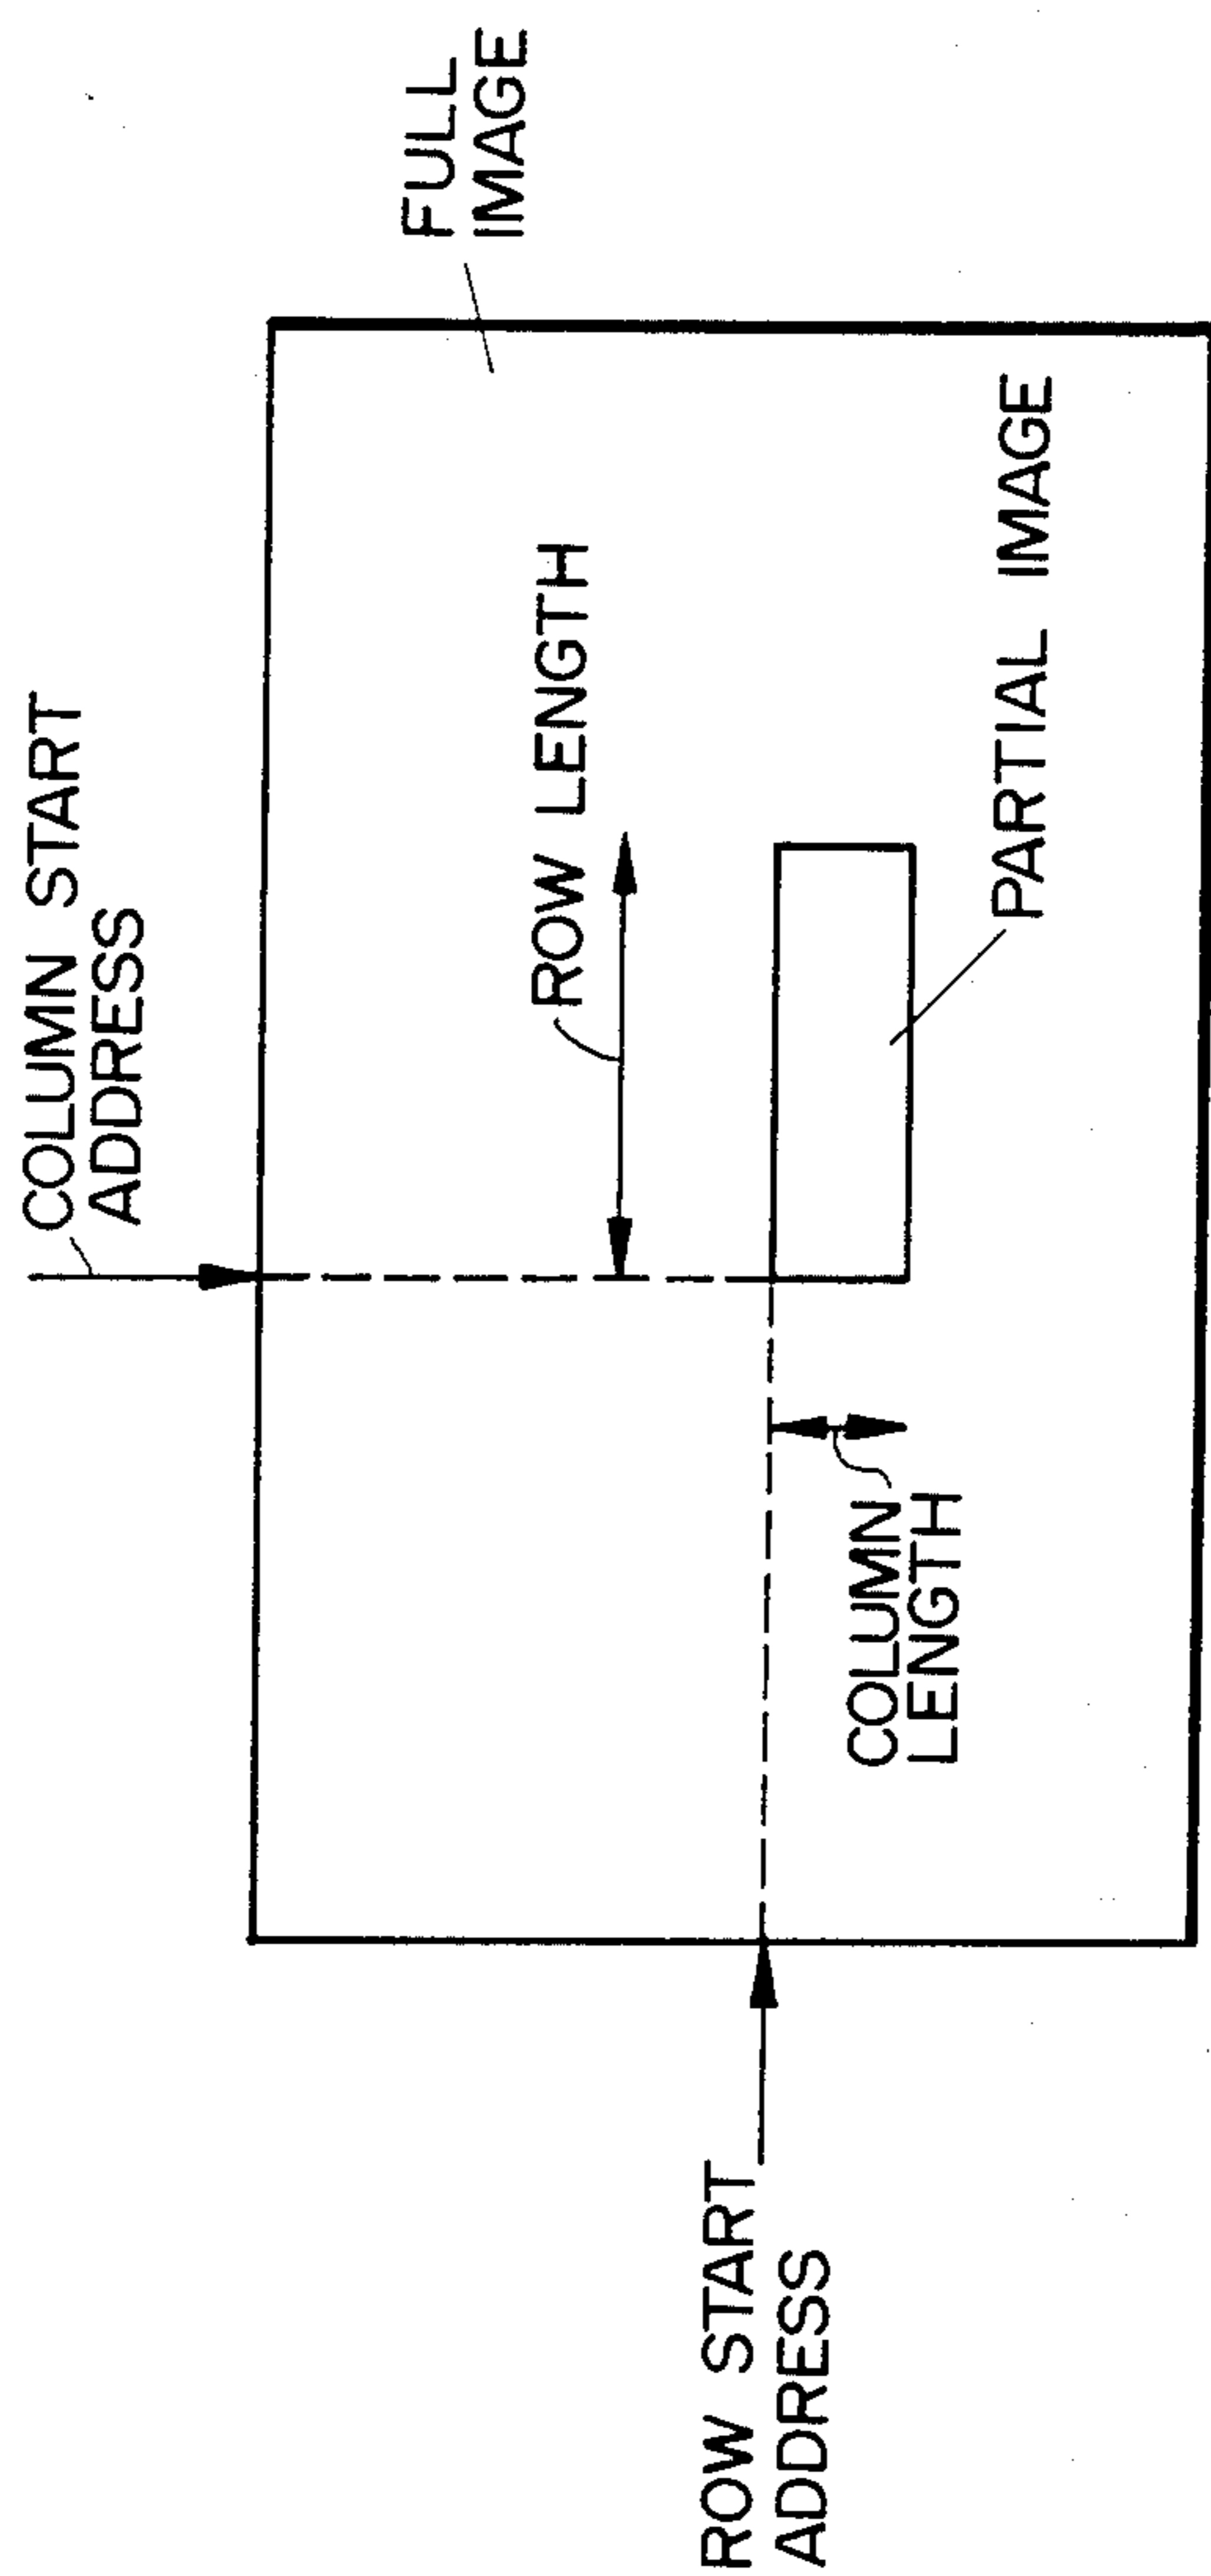 COLUMN START
ADDRESS
FULL
IMAGE
ROW LENGTH
ROW START
ADDRESS
COLUMN
LENGTH
PARTIAL IMAGE